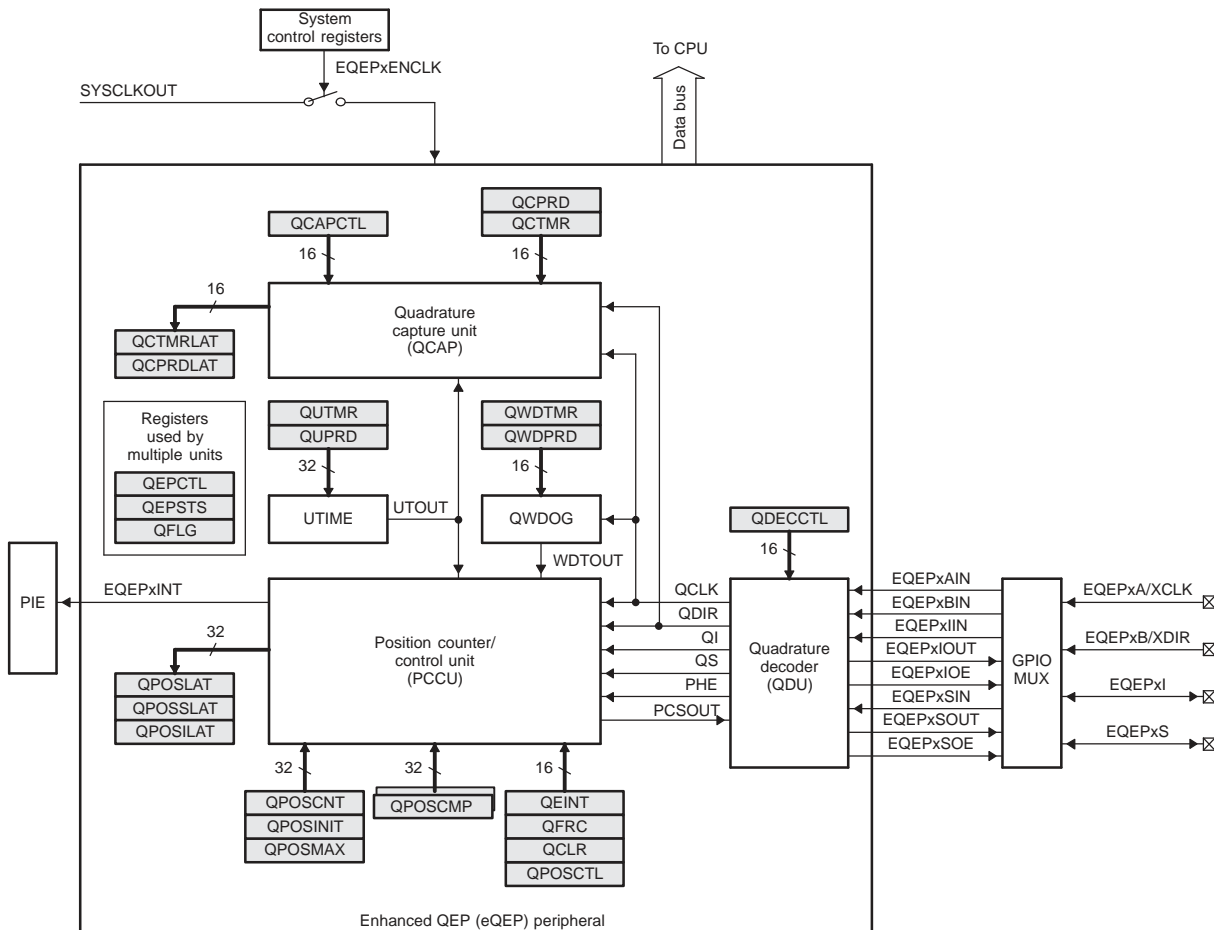 System
control registers
To CPU
EQEPxENCLK
SYSCLKOUT
Data bus
QCPRD
QCAPCTL
QCTMR
16
16
16
Quadrature
capture unit
(QCAP)
QCTMRLAT
QCPRDLAT
Registers
used by
multiple units
QEPCTL
QEPSTS
QFLG
QUTMR
QUPRD
32
QWDTMR
QWDPRD
16
UTIME
UTOUT
QWDOG
WDTOUT
QDECCTL
16
PIE
EQEPxINT
32
QPOSLAT
QPOSSLAT
QPOSILAT
Position counter/
control unit
(PCCU)
QCLK
QDIR
QI
QS
PHE
PCSOUT
Quadrature
decoder
(QDU)
EQEPxAIN
EQEPxBIN
EQEPxIIN
EQEPxIOUT
EQEPxIOE
EQEPxSIN
EQEPxSOUT
EQEPxSOE
GPIO
MUX
EQEPxA/XCLK
EQEPxB/XDIR
EQEPxI
EQEPxS
32
32
16
QPOSCNT
QPOSINIT
QPOSMAX
QPOSCMP
QEINT
QFRC
QCLR
QPOSCTL
Enhanced QEP (eQEP) peripheral